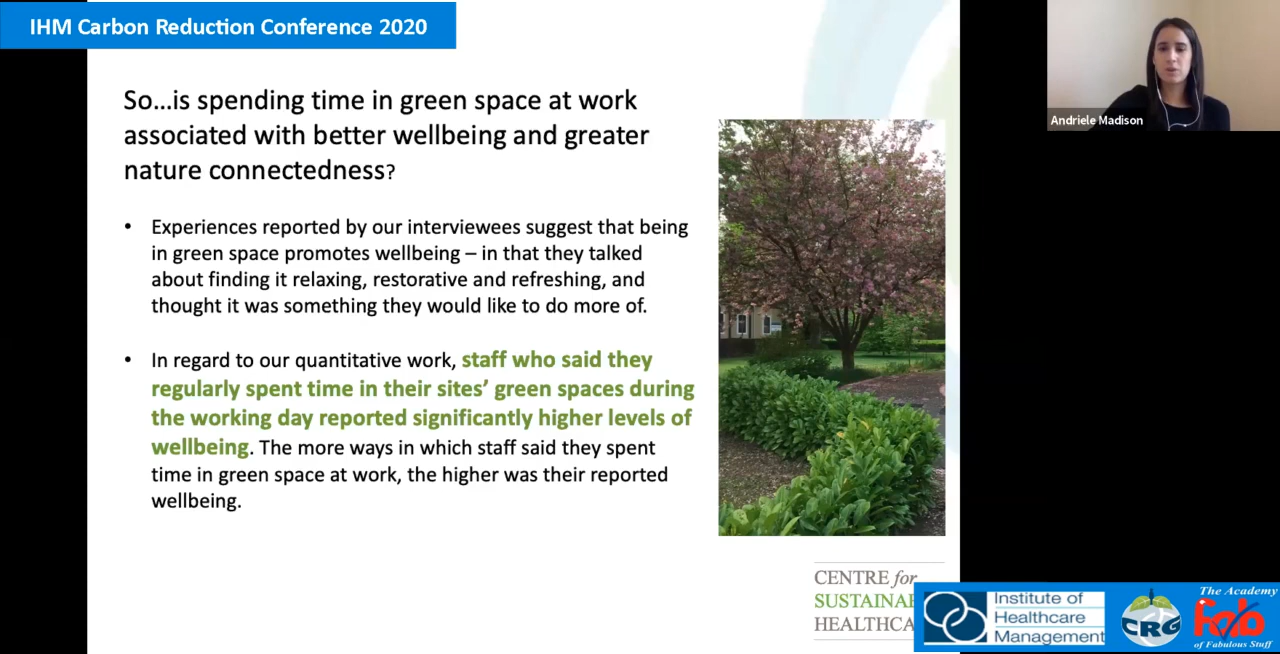 IHM Carbon Reduction Conference 2020
So...is spending time in green space at work
associated with better wellbeing and greater
nature connectedness?
• Experiences reported by our interviewees suggest that being
in green space promotes wellbeing – in that they talked
about finding it relaxing, restorative and refreshing, and
thought it was something they would like to do more of.
• In regard to our quantitative work, staff who said they
regularly spent time in their sites’ green spaces during
the working day reported significantly higher levels of
wellbeing. The more ways in which staff said they spent
time in green space at work, the higher was their reported
wellbeing.
Andriele Madison
CENTRE for
SUSTAINAB
HEALTHCA
Institute of
Healthcare
Management
CRG
The Academy
fab
of Fabulous Stuff